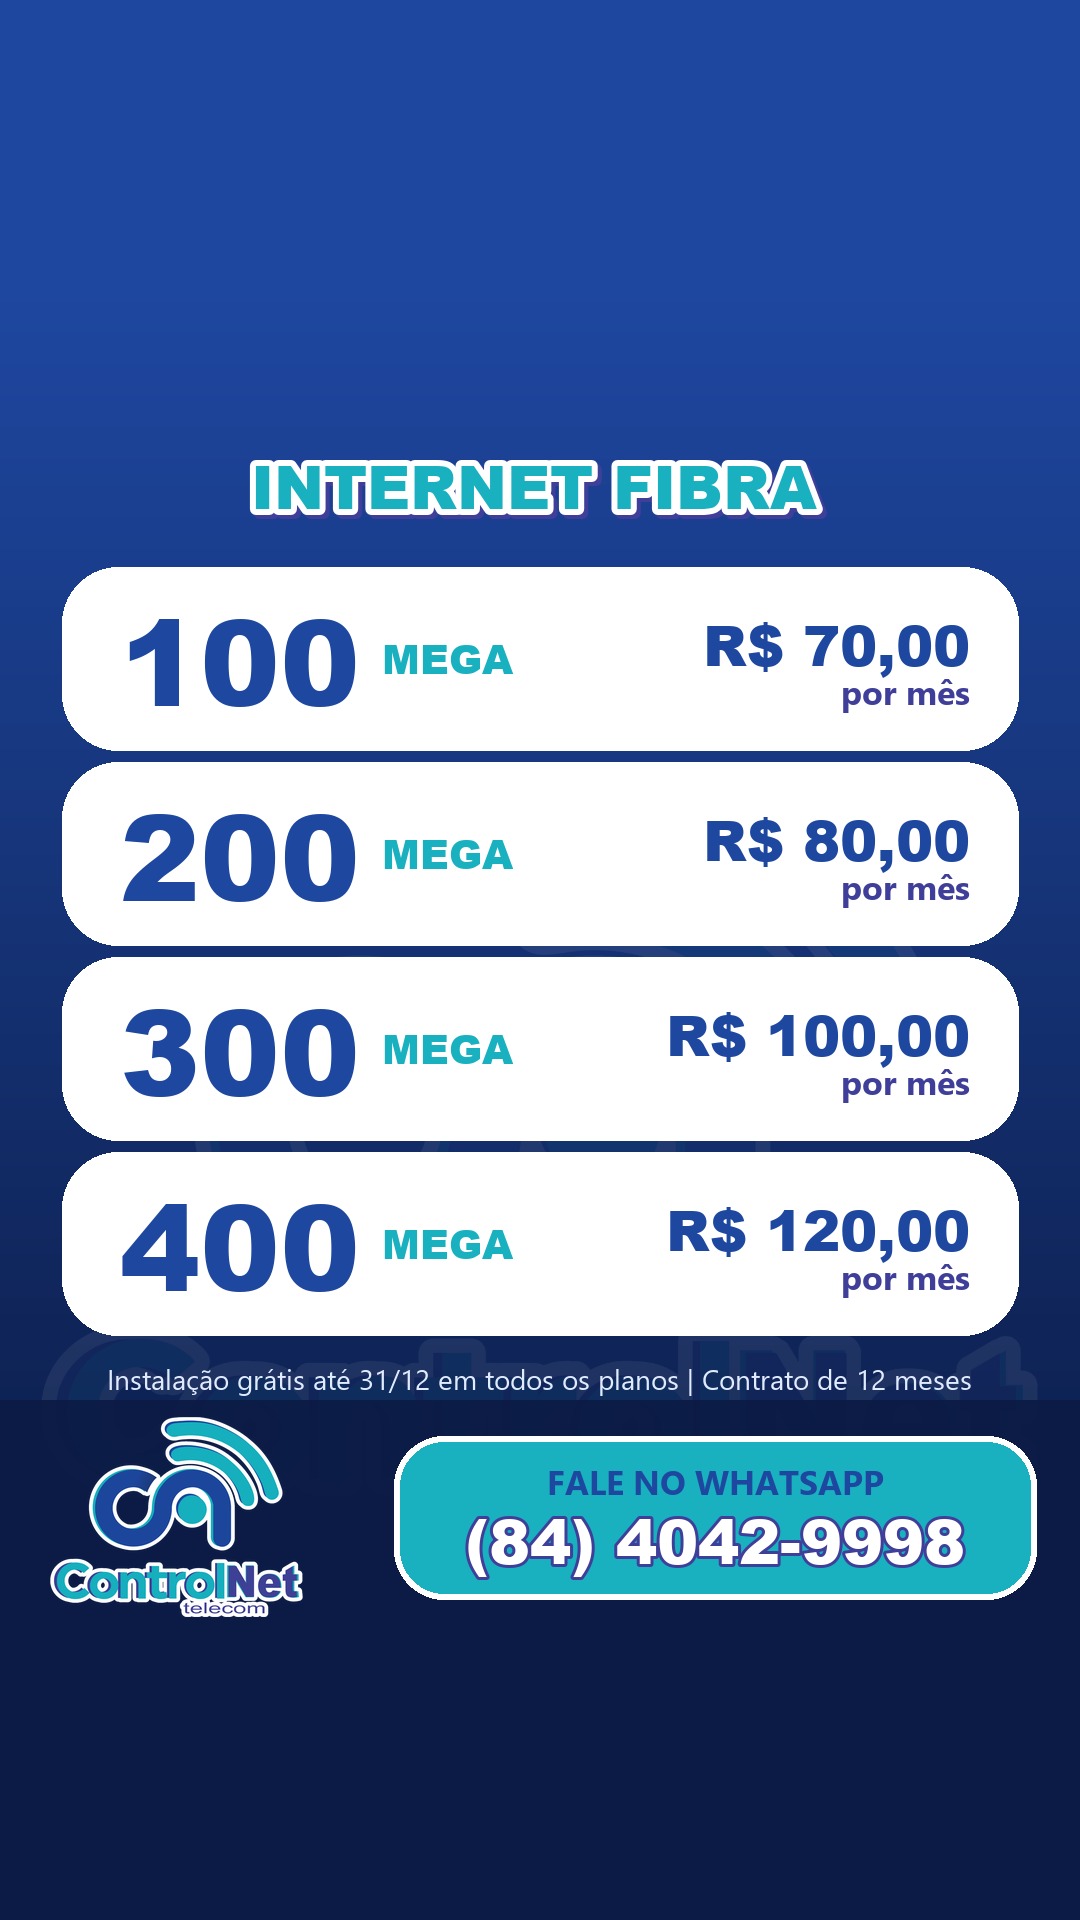 INTERNET FIBRA
100 MEGA
R$ 70,00
por mês
200 MEGA
R$ 80,00
por mês
300 MEGA
R$ 100,00
por mês
400 MEGA
R$ 120,00
por mês
Instalação grátis até 31/12 em todos os planos | Contrato de 12 meses
ControlNet
telecom
FALE NO WHATSAPP
(84) 4042-9998